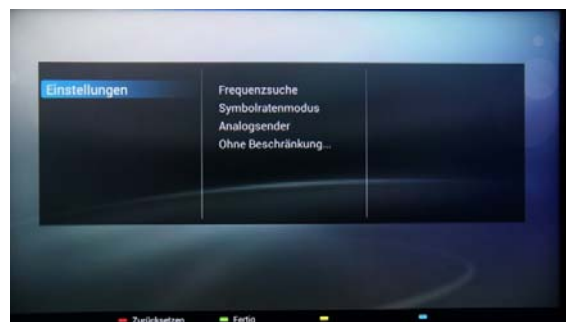 Einstellungen
Frequenzsuche
Symbolratenmodus
Analogsender
Ohne Beschränkung...
Zurücksetzen
Fertig